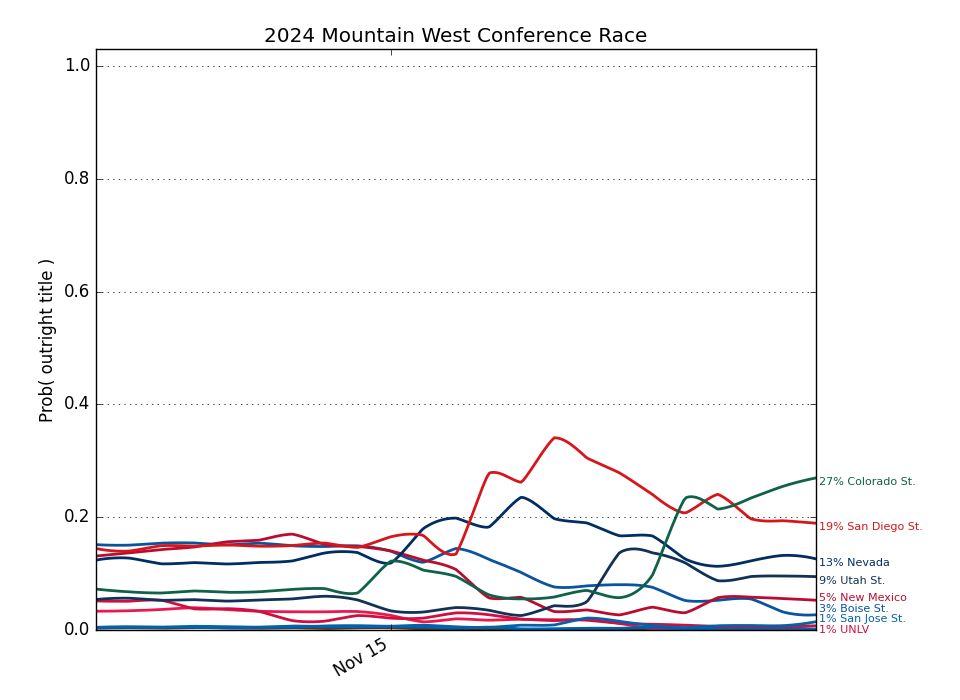 2024 Mountain West Conference Race
1.0
0.8
0.6
0.4
0.2
0.0
Prob( outright title )
Nov 15
27% Colorado St.
19% San Diego St.
13% Nevada
9% Utah St.
5% New Mexico
3% Boise St.
1% San Jose St.
1% UNLV